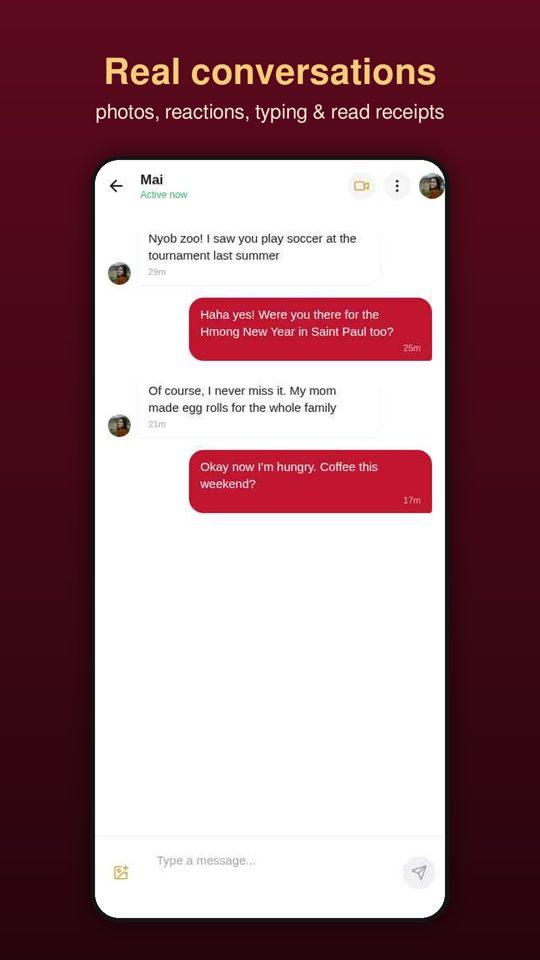 Real conversations
photos, reactions, typing & read receipts
Mai
Active now
Nyob zoo! I saw you play soccer at the
tournament last summer
29m
Haha yes! Were you there for the
Hmong New Year in Saint Paul too?
25m
Of course, I never miss it. My mom
made egg rolls for the whole family
21m
Okay now I'm hungry. Coffee this
weekend?
17m
Type a message...